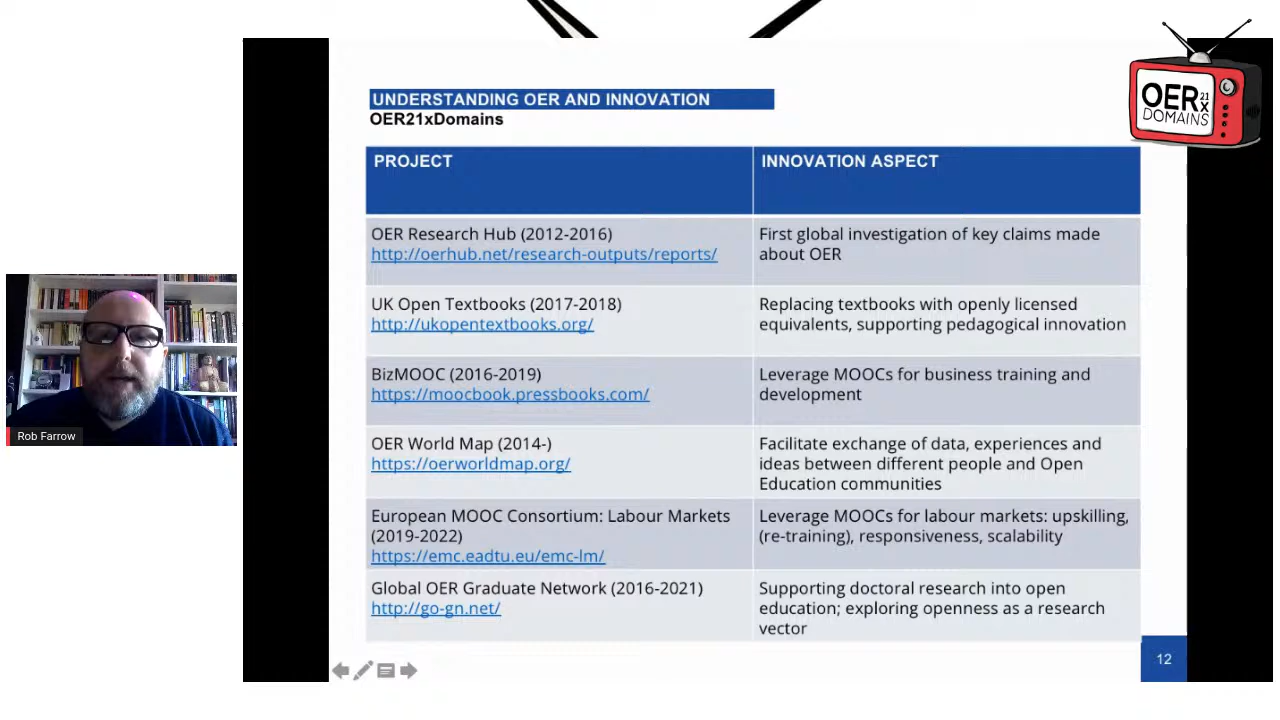 UNDERSTANDING OER AND INNOVATION
OER21xDomains
OER 21
x
DOMAINS
PROJECT
INNOVATION ASPECT
OER Research Hub (2012-2016)
http://oerhub.net/research-outputs/reports/
First global investigation of key claims made
about OER
UK Open Textbooks (2017-2018)
http://ukopentextbooks.org/
Replacing textbooks with openly licensed
equivalents, supporting pedagogical innovation
BizMOOC (2016-2019)
https://moocbook.pressbooks.com/
Leverage MOOCs for business training and
development
OER World Map (2014-)
https://oerworldmap.org/
Facilitate exchange of data, experiences and
ideas between different people and Open
Education communities
European MOOC Consortium: Labour Markets
(2019-2022)
https://emc.eadtu.eu/emc-lm/
Leverage MOOCs for labour markets: upskilling,
(re-training), responsiveness, scalability
Global OER Graduate Network (2016-2021)
http://go-gn.net/
Supporting doctoral research into open
education; exploring openness as a research
vector
12
Rob Farrow